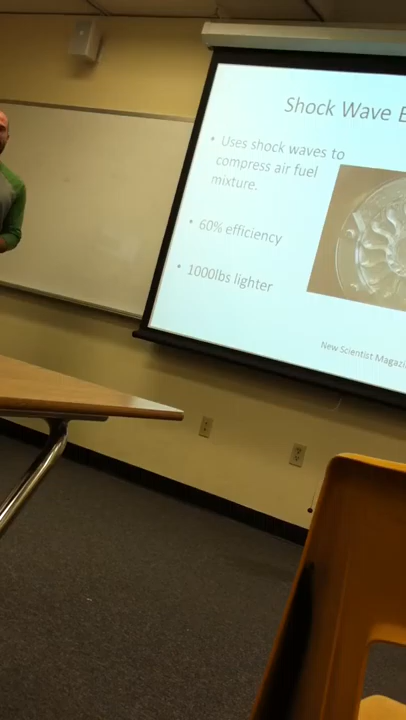 Shock Wave
• Uses shock waves to
compress air fuel
mixture.
• 60% efficiency
• 1000lbs lighter
New Scientist